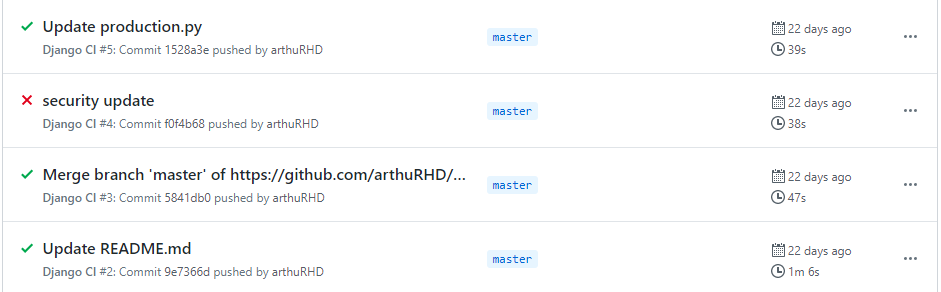 Update production.py
Django CI #5: Commit 1528a3e pushed by arthuRHD
master
22 days ago
39s
security update
Django CI #4: Commit f0f4b68 pushed by arthuRHD
master
22 days ago
38s
Merge branch 'master' of https://github.com/arthuRHD/...
Django CI #3: Commit 5841db0 pushed by arthuRHD
master
22 days ago
47s
Update README.md
Django CI #2: Commit 9e7366d pushed by arthuRHD
master
22 days ago
1m 6s